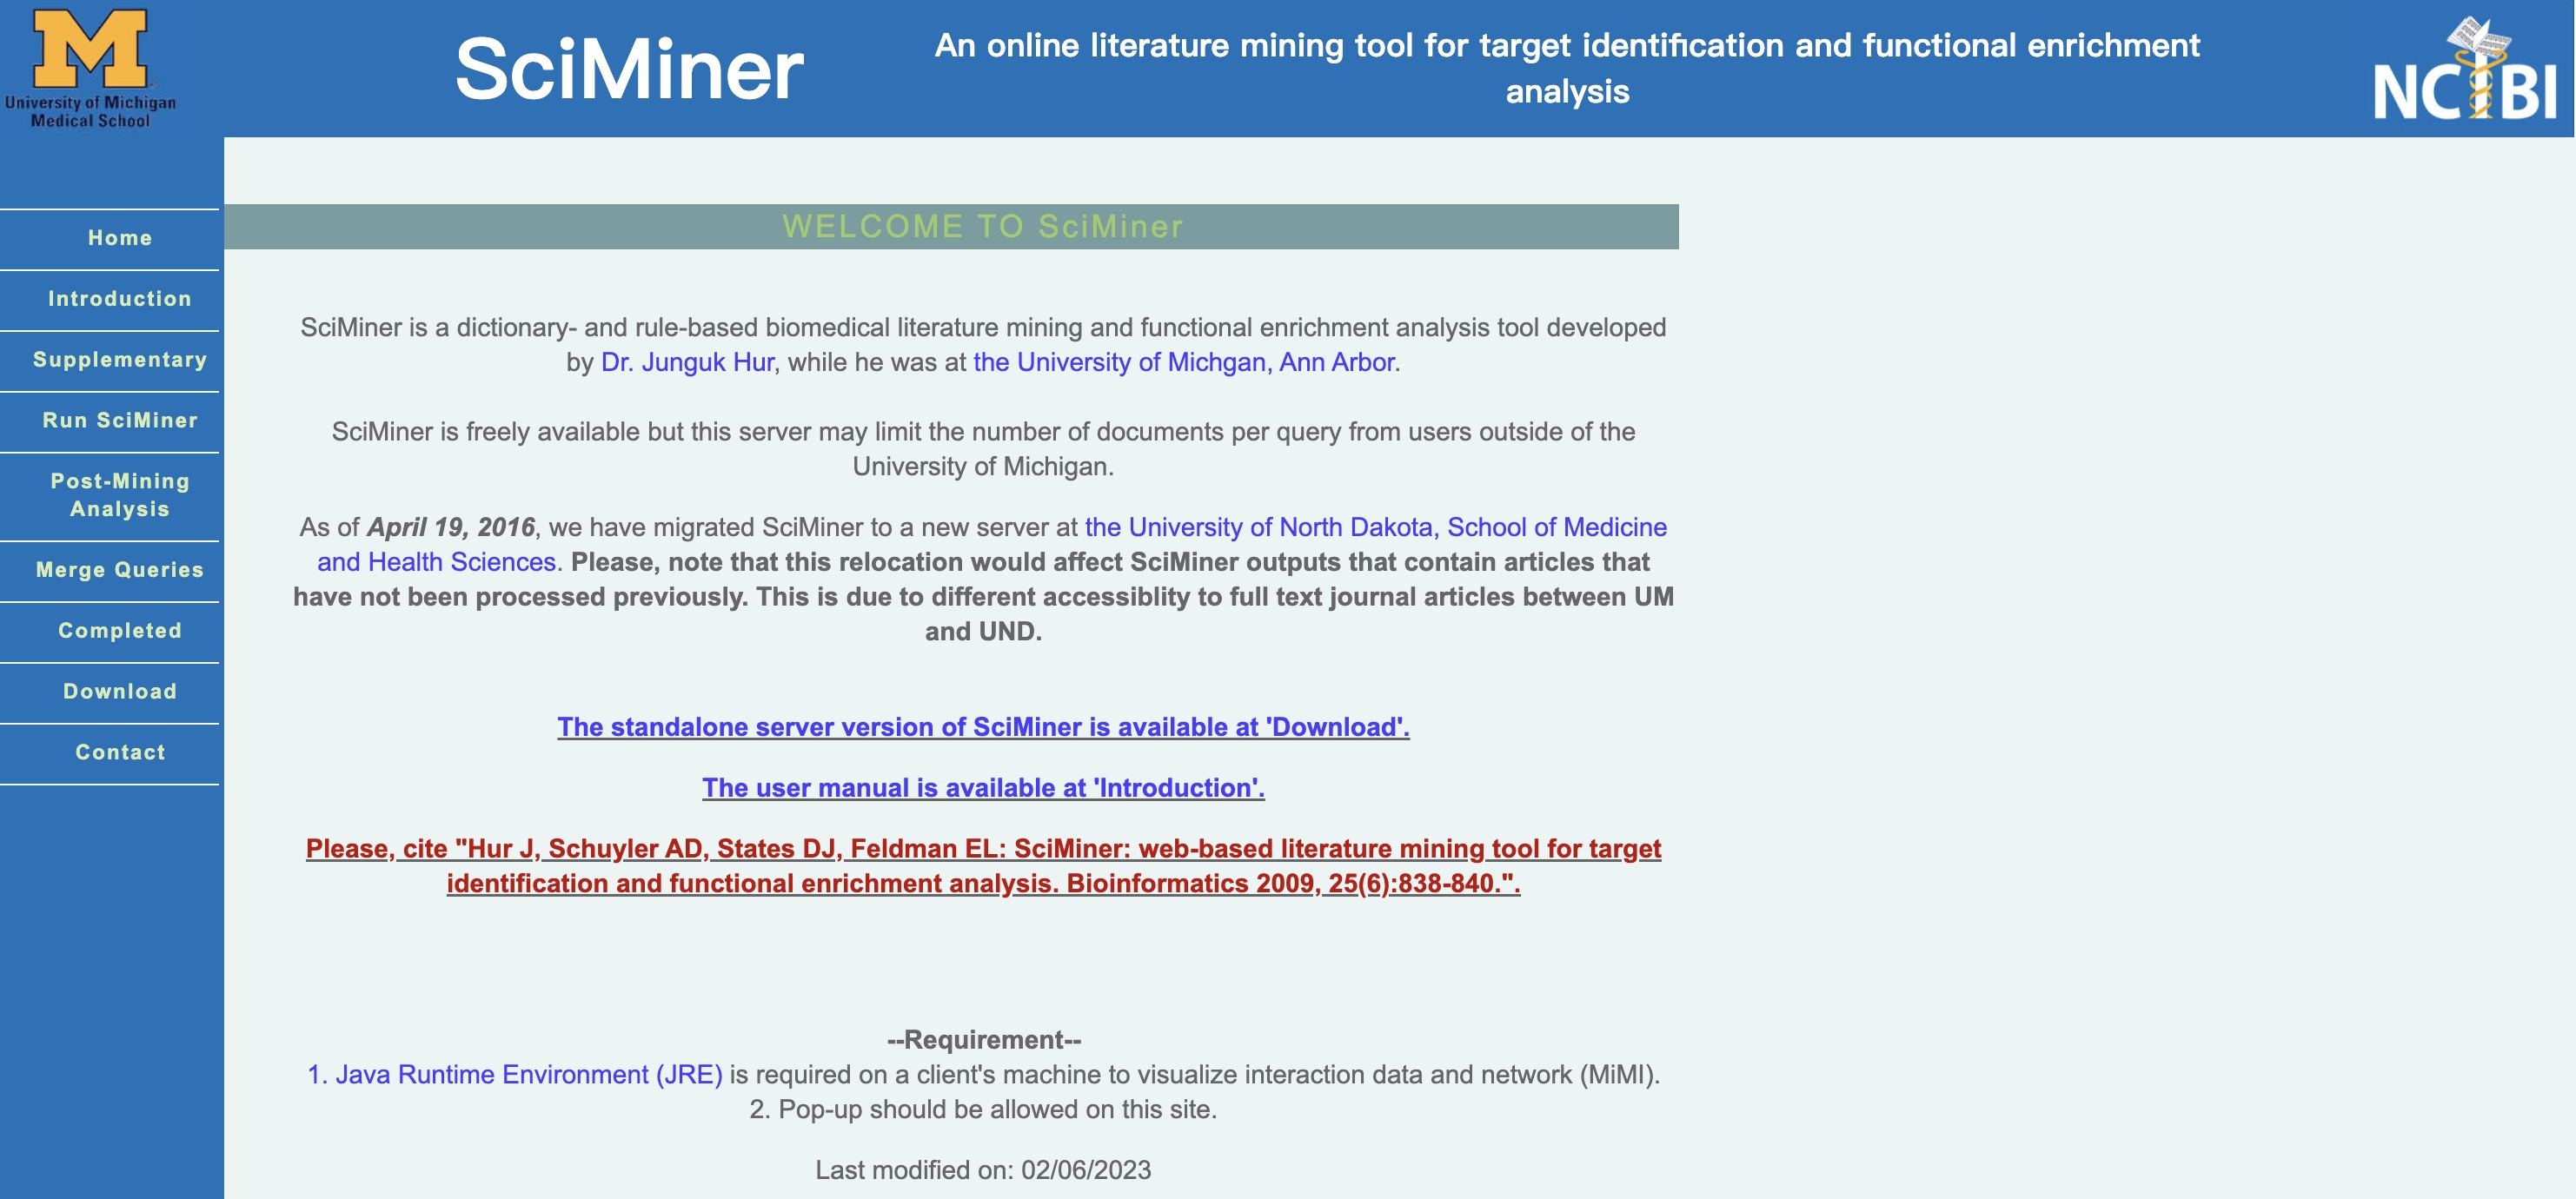 University of Michigan
Medical School
SciMiner
An online literature mining tool for target identification and functional enrichment
analysis
NCIBI
Home
Introduction
Supplementary
Run SciMiner
Post-Mining
Analysis
Merge Queries
Completed
Download
Contact
WELCOME TO SciMiner
SciMiner is a dictionary- and rule-based biomedical literature mining and functional enrichment analysis tool developed
by Dr. Junguk Hur, while he was at the University of Michgan, Ann Arbor.
SciMiner is freely available but this server may limit the number of documents per query from users outside of the
University of Michigan.
As of April 19, 2016, we have migrated SciMiner to a new server at the University of North Dakota, School of Medicine
and Health Sciences. Please, note that this relocation would affect SciMiner outputs that contain articles that
have not been processed previously. This is due to different accessiblity to full text journal articles between UM
and UND.
The standalone server version of SciMiner is available at 'Download'.
The user manual is available at 'Introduction'.
Please, cite "Hur J, Schuyler AD, States DJ, Feldman EL: SciMiner: web-based literature mining tool for target
identification and functional enrichment analysis. Bioinformatics 2009, 25(6):838-840.".
--Requirement--
1. Java Runtime Environment (JRE) is required on a client's machine to visualize interaction data and network (MiMI).
2. Pop-up should be allowed on this site.
Last modified on: 02/06/2023